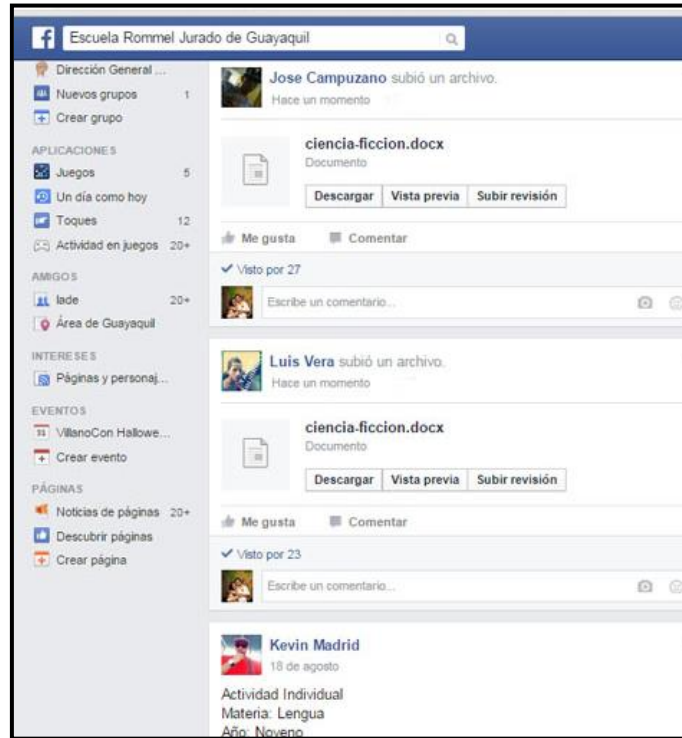 Escuela Rommel Jurado de Guayaquil
Dirección General ...
Nuevos grupos 1
Crear grupo
APLICACIONES
Juegos 5
Un día como hoy
Toques 12
Actividad en juegos 20+
AMIGOS
Iade 20+
Área de Guayaquil
INTERESES
Páginas y personaj...
EVENTOS
31 VillanoCon Hallowe...
Crear evento
PÁGINAS
Noticias de páginas 20+
Descubrir páginas
Crear página
Jose Campuzano subió un archivo.
Hace un momento
ciencia-ficcion.docx
Documento
Descargar Vista previa Subir revisión
Me gusta Comentar
Visto por 27
Escribe un comentario...
Luis Vera subió un archivo.
Hace un momento
ciencia-ficcion.docx
Documento
Descargar Vista previa Subir revisión
Me gusta Comentar
Visto por 23
Escribe un comentario...
Kevin Madrid
18 de agosto
Actividad Individual
Materia: Lengua
Año: Noveno